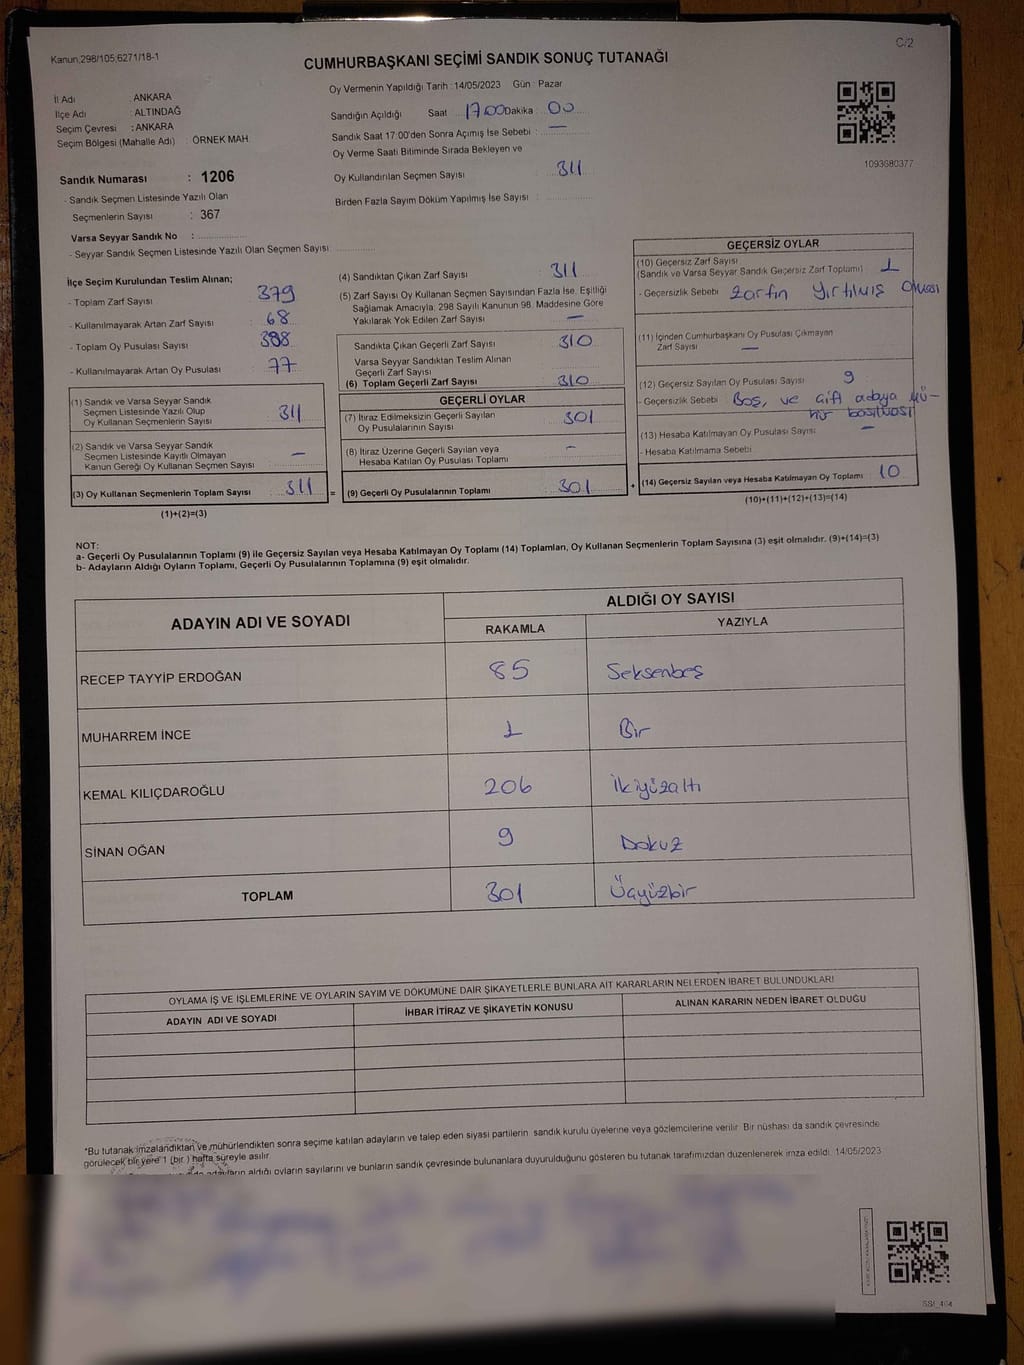 Kanun;298/105;6271/18-1
C/2
CUMHURBAŞKANI SEÇİMİ SANDIK SONUÇ TUTANAĞI
Oy Vermenin Yapıldığı Tarih : 14/05/2023 Gün : Pazar
İl Adı : ANKARA
İlçe Adı : ALTINDAĞ
Seçim Çevresi : ANKARA
Seçim Bölgesi (Mahalle Adı) : ÖRNEK MAH.
Sandık Numarası : 1206
- Sandık Seçmen Listesinde Yazılı Olan
Seçmenlerin Sayısı : 367
Varsa Seyyar Sandık No :
- Seyyar Sandık Seçmen Listesinde Yazılı Olan Seçmen Sayısı:
Sandığın Açıldığı Saat 17.00 Dakika 00
Sandık Saat 17:00'den Sonra Açımış İse Sebebi : —
Oy Verme Saati Bitiminde Sırada Bekleyen ve
Oy Kullandırılan Seçmen Sayısı 311
Birden Fazla Sayım Döküm Yapılmış İse Sayısı :
1093680377
İlçe Seçim Kurulundan Teslim Alınan;
- Toplam Zarf Sayısı 379
- Kullanılmayarak Artan Zarf Sayısı 68
- Toplam Oy Pusulası Sayısı 388
- Kullanılmayarak Artan Oy Pusulası 77
(1) Sandık ve Varsa Seyyar Sandık
Seçmen Listesinde Yazılı Olup
Oy Kullanan Seçmenlerin Sayısı 311
(2) Sandık ve Varsa Seyyar Sandık
Seçmen Listesinde Kayıtlı Olmayan
Kanun Gereği Oy Kullanan Seçmen Sayısı —
(3) Oy Kullanan Seçmenlerin Toplam Sayısı 311 =
(1)+(2)=(3)
(4) Sandıktan Çıkan Zarf Sayısı 311
(5) Zarf Sayısı Oy Kullanan Seçmen Sayısından Fazla İse, Eşitliği
Sağlamak Amacıyla, 298 Sayılı Kanunun 98. Maddesine Göre
Yakılarak Yok Edilen Zarf Sayısı —
Sandıkta Çıkan Geçerli Zarf Sayısı 310
Varsa Seyyar Sandıktan Teslim Alınan
Geçerli Zarf Sayısı
(6) Toplam Geçerli Zarf Sayısı 310
GEÇERLİ OYLAR
(7) İtiraz Edilmeksizin Geçerli Sayılan
Oy Pusulalarının Sayısı 301
(8) İtiraz Üzerine Geçerli Sayılan veya
Hesaba Katılan Oy Pusulası Toplamı —
(9) Geçerli Oy Pusulalarının Toplamı 301 +
GEÇERSİZ OYLAR
(10) Geçersiz Zarf Sayısı
(Sandık ve Varsa Seyyar Sandık Geçersiz Zarf Toplamı) 1
- Geçersizlik Sebebi Zarfın Yırtılmış Olması
(11) İçinden Cumhurbaşkanı Oy Pusulası Çıkmayan
Zarf Sayısı —
(12) Geçersiz Sayılan Oy Pusulası Sayısı 9
- Geçersizlik Sebebi Boş, ve çift adaya mü-
hür basılması
(13) Hesaba Katılmayan Oy Pusulası Sayısı —
- Hesaba Katılmama Sebebi
(14) Geçersiz Sayılan veya Hesaba Katılmayan Oy Toplamı 10
(10)+(11)+(12)+(13)=(14)
NOT:
a- Geçerli Oy Pusulalarının Toplamı (9) ile Geçersiz Sayılan veya Hesaba Katılmayan Oy Toplamı (14) Toplamları, Oy Kullanan Seçmenlerin Toplam Sayısına (3) eşit olmalıdır. (9)+(14)=(3)
b- Adayların Aldığı Oyların Toplamı, Geçerli Oy Pusulalarının Toplamına (9) eşit olmalıdır.
ADAYIN ADI VE SOYADI ALDIĞI OY SAYISI
RAKAMLA YAZIYLA
RECEP TAYYİP ERDOĞAN 85 Seksenbeş
MUHARREM İNCE 1 Bir
KEMAL KILIÇDAROĞLU 206 İkiyüzaltı
SİNAN OĞAN 9 Dokuz
TOPLAM 301 Üçyüzbir
OYLAMA İŞ VE İŞLEMLERİNE VE OYLARIN SAYIM VE DÖKÜMÜNE DAİR ŞİKAYETLERLE BUNLARA AİT KARARLARIN NELERDEN İBARET BULUNDUKLARI
ADAYIN ADI VE SOYADI İHBAR İTİRAZ VE ŞİKAYETİN KONUSU ALINAN KARARIN NEDEN İBARET OLDUĞU
*Bu tutanak imzalandıktan ve mühürlendikten sonra seçime katılan adayların ve talep eden siyasi partilerin sandık kurulu üyelerine veya gözlemcilerine verilir. Bir nüshası da sandık çevresinde
görülecek bir yere 1 (bir ) hafta süreyle asılır.
adayların aldığı oyların sayılarını ve bunların sandık çevresinde bulunanlara duyurulduğunu gösteren bu tutanak tarafımızdan düzenlenerek imza edildi. 14/05/2023